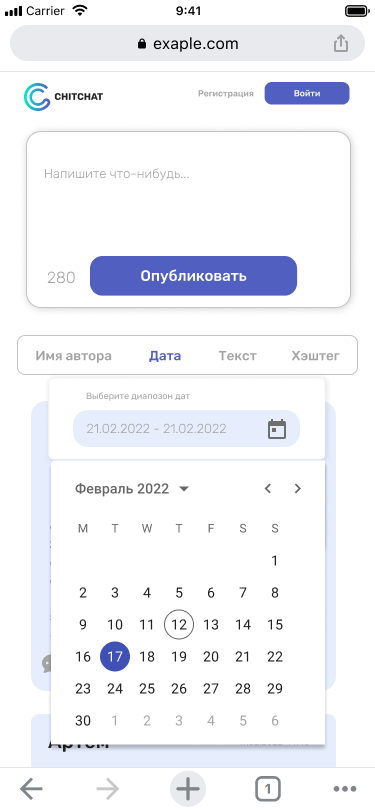 Carrier 9:41
exaple.com
CHITCHAT Регистрация Войти
Напишите что-нибудь...
280 Опубликовать
Имя автора Дата Текст Хэштег
Выберите диапозон дат
21.02.2022 - 21.02.2022
Февраль 2022
M T W T F S S
1
2 3 4 5 6 7 8
9 10 11 12 13 14 15
16 17 18 19 20 21 22
23 24 25 26 27 28 29
30 1 2 3 4 5 6
Артём
1